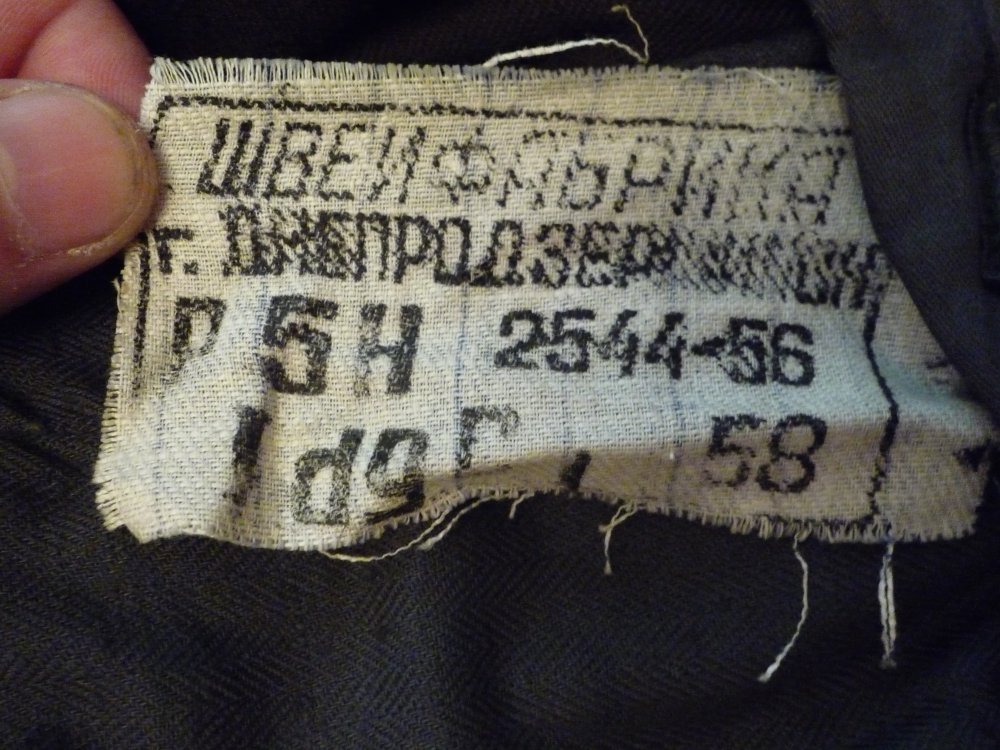 ШВЕЙФАБРИКА
г. ДНЕПРОДЗЕРЖИНСК
Р 5 Н 2544-56
58